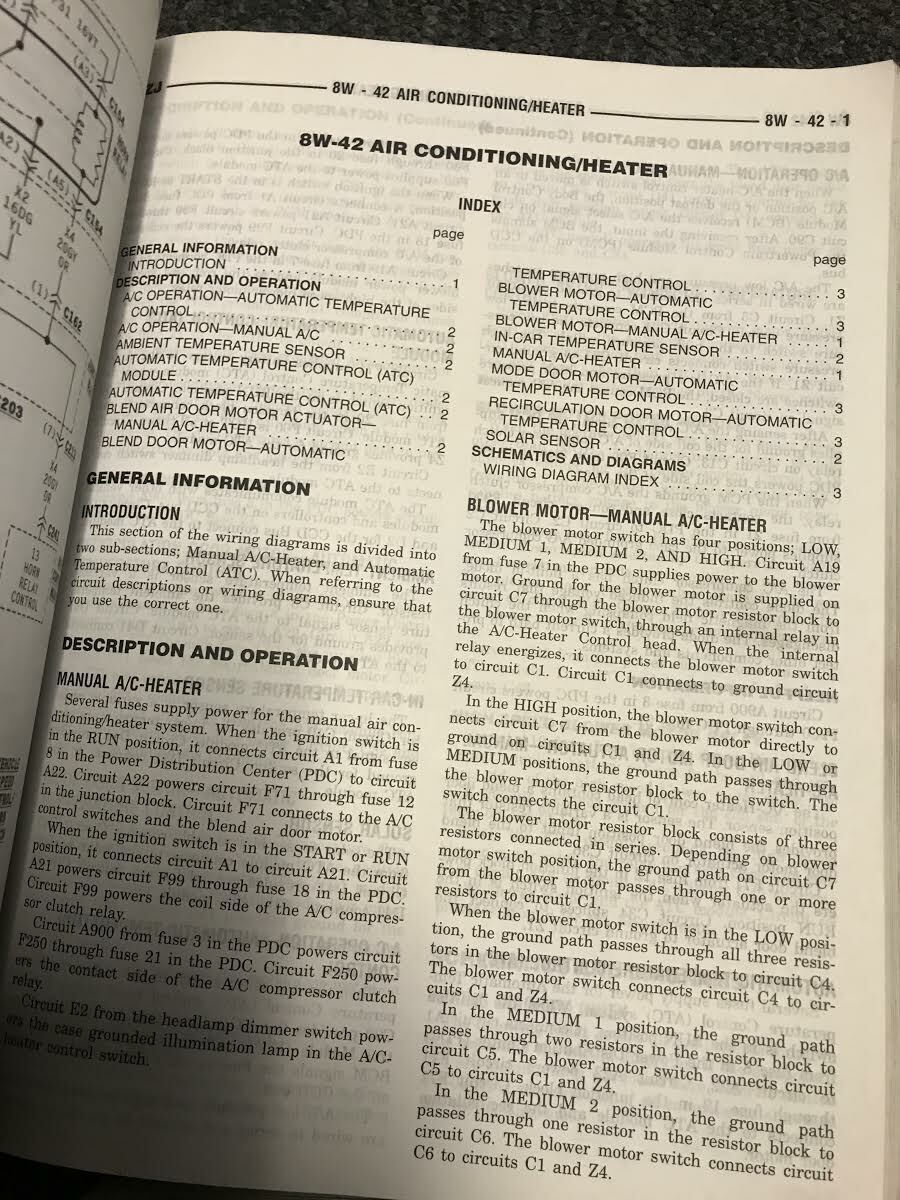 ZJ
8W - 42 AIR CONDITIONING/HEATER
8W - 42 - 1
8W-42 AIR CONDITIONING/HEATER
INDEX
page
GENERAL INFORMATION
INTRODUCTION . . . . . . . . . . . . . . . . . . . . . . . . . . 1
DESCRIPTION AND OPERATION
A/C OPERATION—AUTOMATIC TEMPERATURE
CONTROL . . . . . . . . . . . . . . . . . . . . . . . . . . . . . 2
A/C OPERATION—MANUAL A/C . . . . . . . . . . . . . . 2
AMBIENT TEMPERATURE SENSOR . . . . . . . . . . . . 2
AUTOMATIC TEMPERATURE CONTROL (ATC)
MODULE . . . . . . . . . . . . . . . . . . . . . . . . . . . . . . 2
AUTOMATIC TEMPERATURE CONTROL (ATC) . . 2
BLEND AIR DOOR MOTOR ACTUATOR—
MANUAL A/C-HEATER . . . . . . . . . . . . . . . . . . . . 2
BLEND DOOR MOTOR—AUTOMATIC
page
TEMPERATURE CONTROL . . . . . . . . . . . . . . . . . 3
BLOWER MOTOR—AUTOMATIC
TEMPERATURE CONTROL . . . . . . . . . . . . . . . . . 3
BLOWER MOTOR—MANUAL A/C-HEATER . . . . . . 1
IN-CAR TEMPERATURE SENSOR . . . . . . . . . . . . . 2
MANUAL A/C-HEATER . . . . . . . . . . . . . . . . . . . . . 1
MODE DOOR MOTOR—AUTOMATIC
TEMPERATURE CONTROL . . . . . . . . . . . . . . . . . 3
RECIRCULATION DOOR MOTOR—AUTOMATIC
TEMPERATURE CONTROL . . . . . . . . . . . . . . . . . 3
SOLAR SENSOR . . . . . . . . . . . . . . . . . . . . . . . . . . 2
SCHEMATICS AND DIAGRAMS
WIRING DIAGRAM INDEX . . . . . . . . . . . . . . . . . . 3
GENERAL INFORMATION
INTRODUCTION
This section of the wiring diagrams is divided into
two sub-sections; Manual A/C-Heater, and Automatic
Temperature Control (ATC). When referring to the
circuit descriptions or wiring diagrams, ensure that
you use the correct one.
DESCRIPTION AND OPERATION
MANUAL A/C-HEATER
Several fuses supply power for the manual air con-
ditioning/heater system. When the ignition switch is
in the RUN position, it connects circuit A1 from fuse
8 in the Power Distribution Center (PDC) to circuit
A22. Circuit A22 powers circuit F71 through fuse 12
in the junction block. Circuit F71 connects to the A/C
control switches and the blend air door motor.
When the ignition switch is in the START or RUN
position, it connects circuit A1 to circuit A21. Circuit
A21 powers circuit F99 through fuse 18 in the PDC.
Circuit F99 powers the coil side of the A/C compres-
sor clutch relay.
Circuit A900 from fuse 3 in the PDC powers circuit
F250 through fuse 21 in the PDC. Circuit F250 pow-
ers the contact side of the A/C compressor clutch
relay.
Circuit E2 from the headlamp dimmer switch pow-
ers the case grounded illumination lamp in the A/C-
heater control switch.
BLOWER MOTOR—MANUAL A/C-HEATER
The blower motor switch has four positions; LOW,
MEDIUM 1, MEDIUM 2, AND HIGH. Circuit A19
from fuse 7 in the PDC supplies power to the blower
motor. Ground for the blower motor is supplied on
circuit C7 through the blower motor resistor block to
the blower motor switch, through an internal relay in
the A/C-Heater Control head. When the internal
relay energizes, it connects the blower motor switch
to circuit C1. Circuit C1 connects to ground circuit
Z4.
In the HIGH position, the blower motor switch con-
nects circuit C7 from the blower motor directly to
ground on circuits C1 and Z4. In the LOW or
MEDIUM positions, the ground path passes through
the blower motor resistor block to the switch. The
switch connects the circuit C1.
The blower motor resistor block consists of three
resistors connected in series. Depending on blower
motor switch position, the ground path on circuit C7
from the blower motor passes through one or more
resistors to circuit C1.
When the blower motor switch is in the LOW posi-
tion, the ground path passes through all three resis-
tors in the blower motor resistor block to circuit C4.
The blower motor switch connects circuit C4 to cir-
cuits C1 and Z4.
In the MEDIUM 1 position, the ground path
passes through two resistors in the resistor block to
circuit C5. The blower motor switch connects circuit
C5 to circuits C1 and Z4.
In the MEDIUM 2 position, the ground path
passes through one resistor in the resistor block to
circuit C6. The blower motor switch connects circuit
C6 to circuits C1 and Z4.
(A3)
C164
RELAY
(A5)
C164
X2
16DG
YL
X4
20GY
OR
(1)
C162
(7)
X4
20GY
OR
C241
13
HORN
RELAY
CONTROL